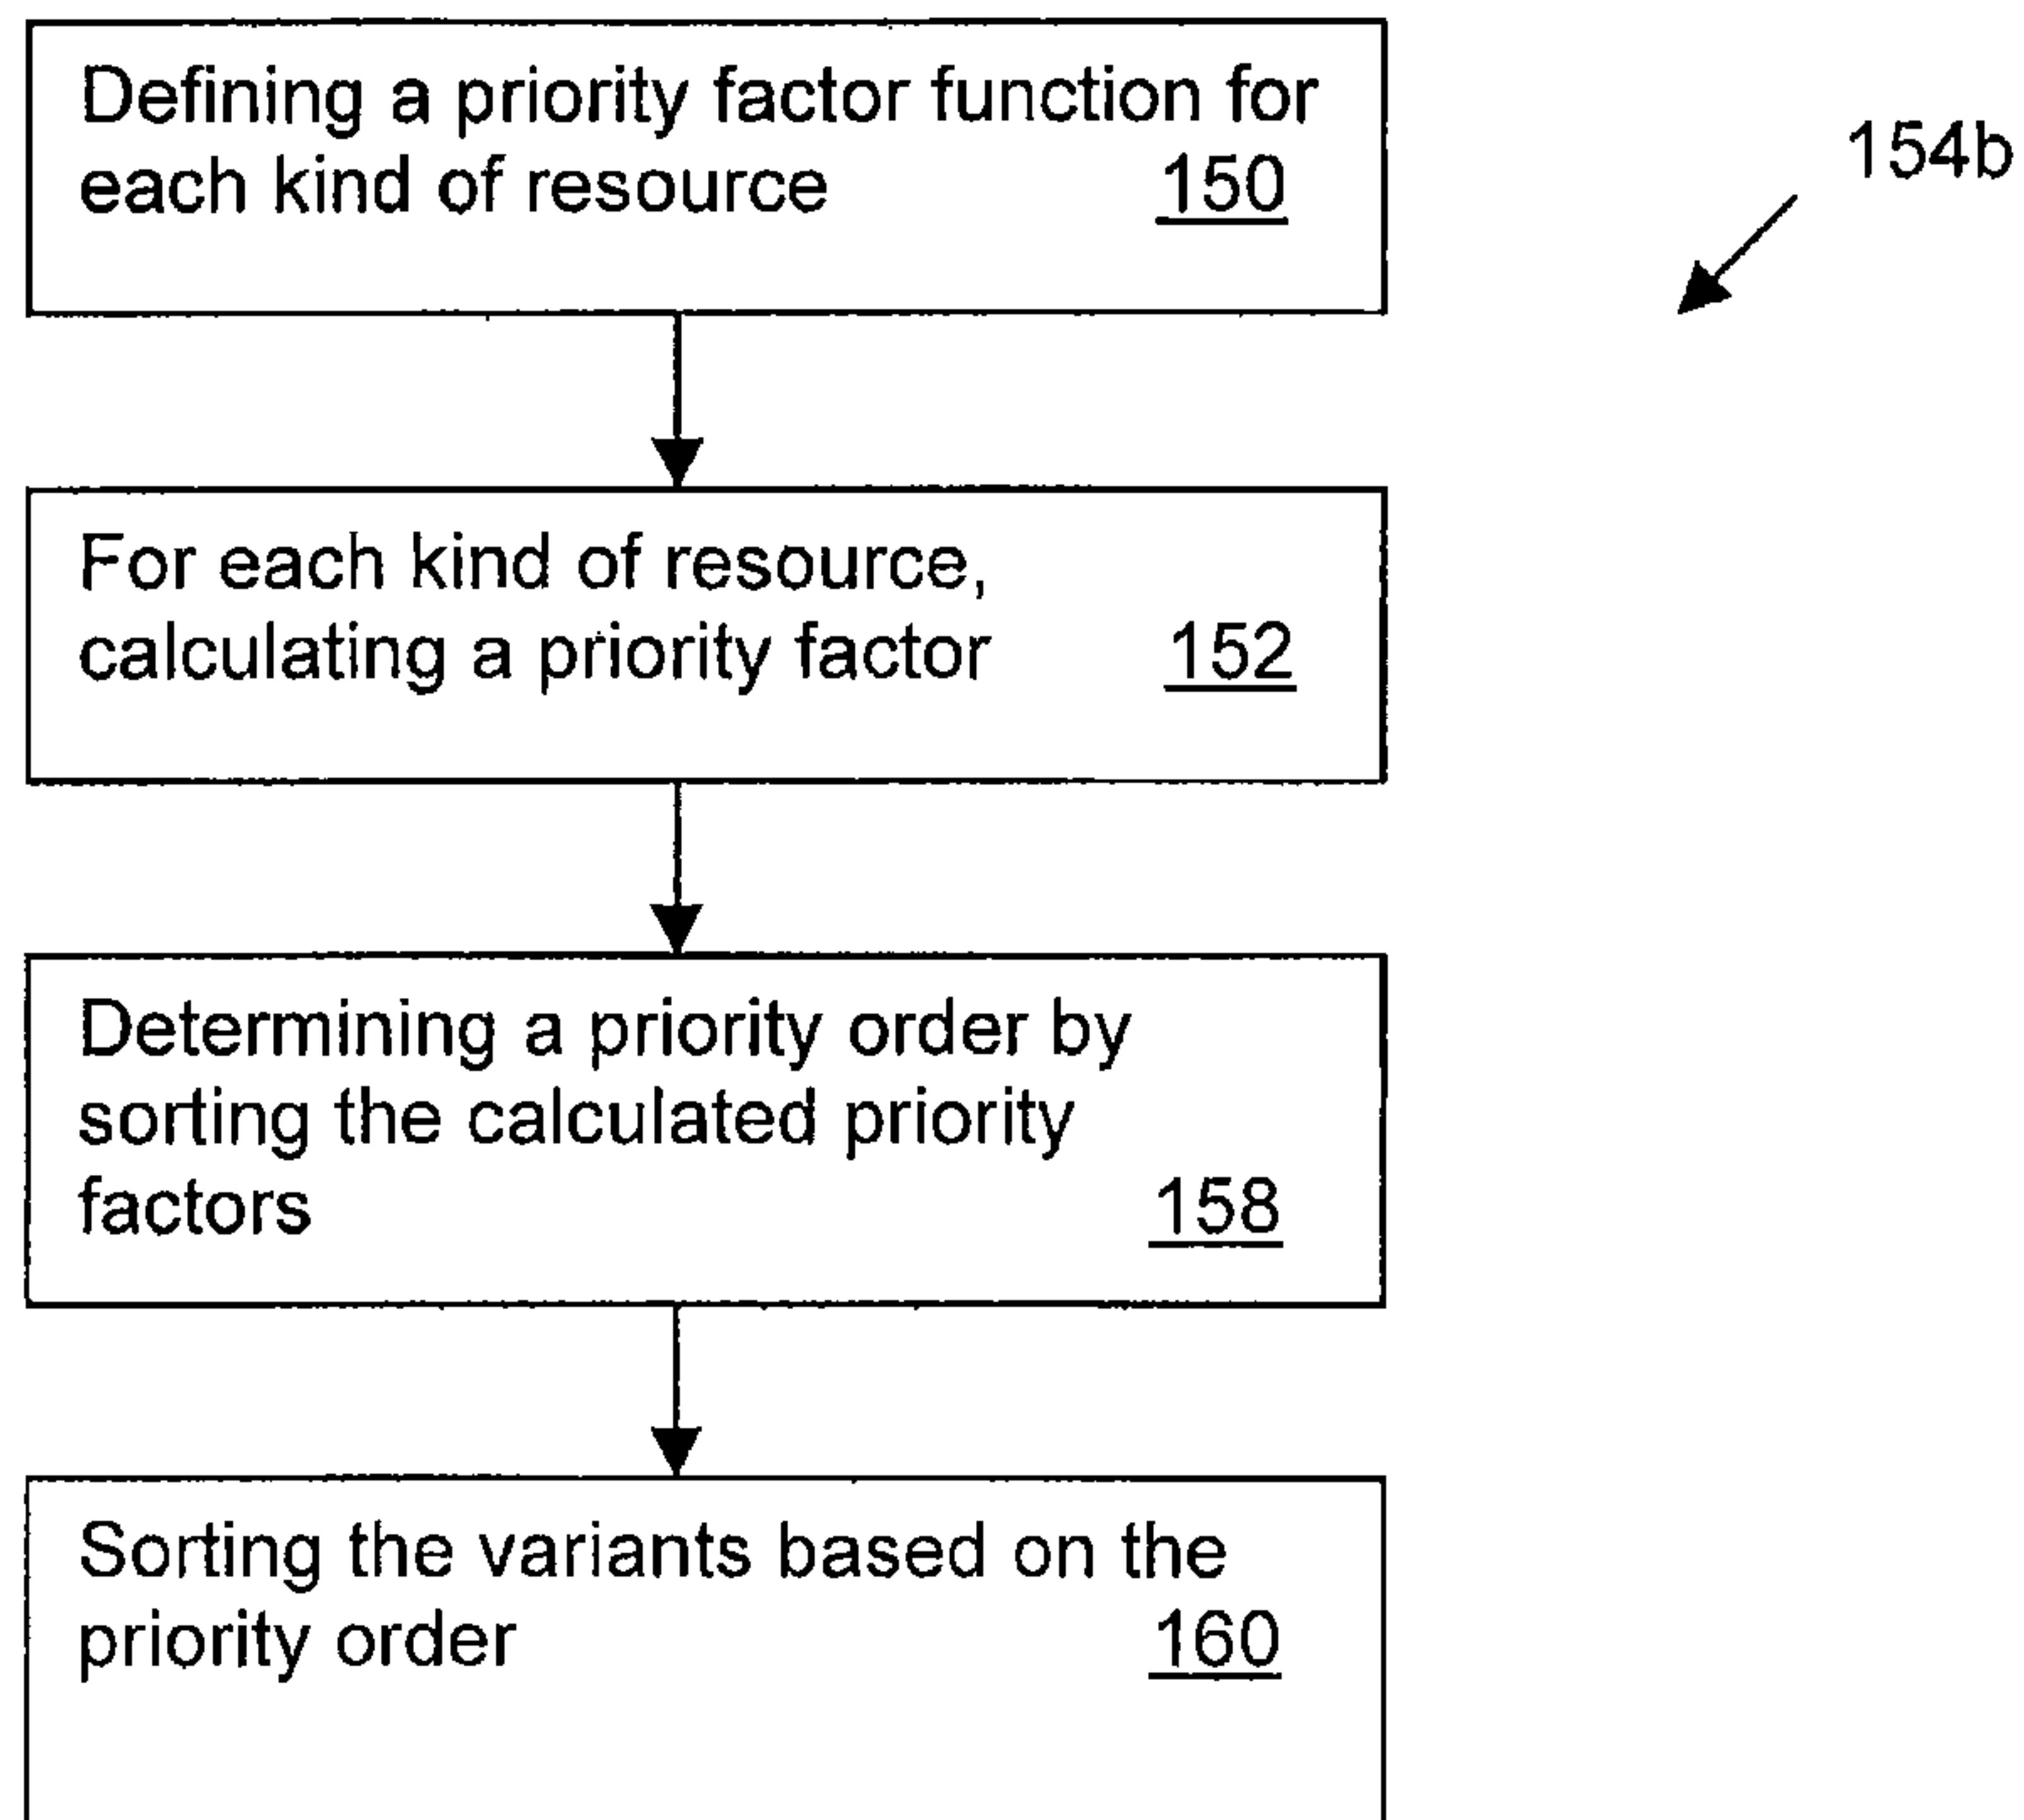 Defining a priority factor function for
each kind of resource 150
154b
For each kind of resource,
calculating a priority factor 152
Determining a priority order by
sorting the calculated priority
factors 158
Sorting the variants based on the
priority order 160